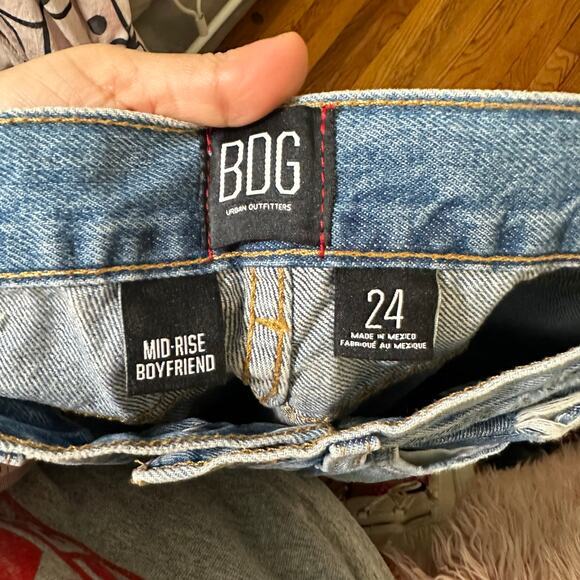 BDG
URBAN OUTFITTERS
MID-RISE
BOYFRIEND
24
MADE IN MEXICO
FABRIQUÉ AU MEXIQUE